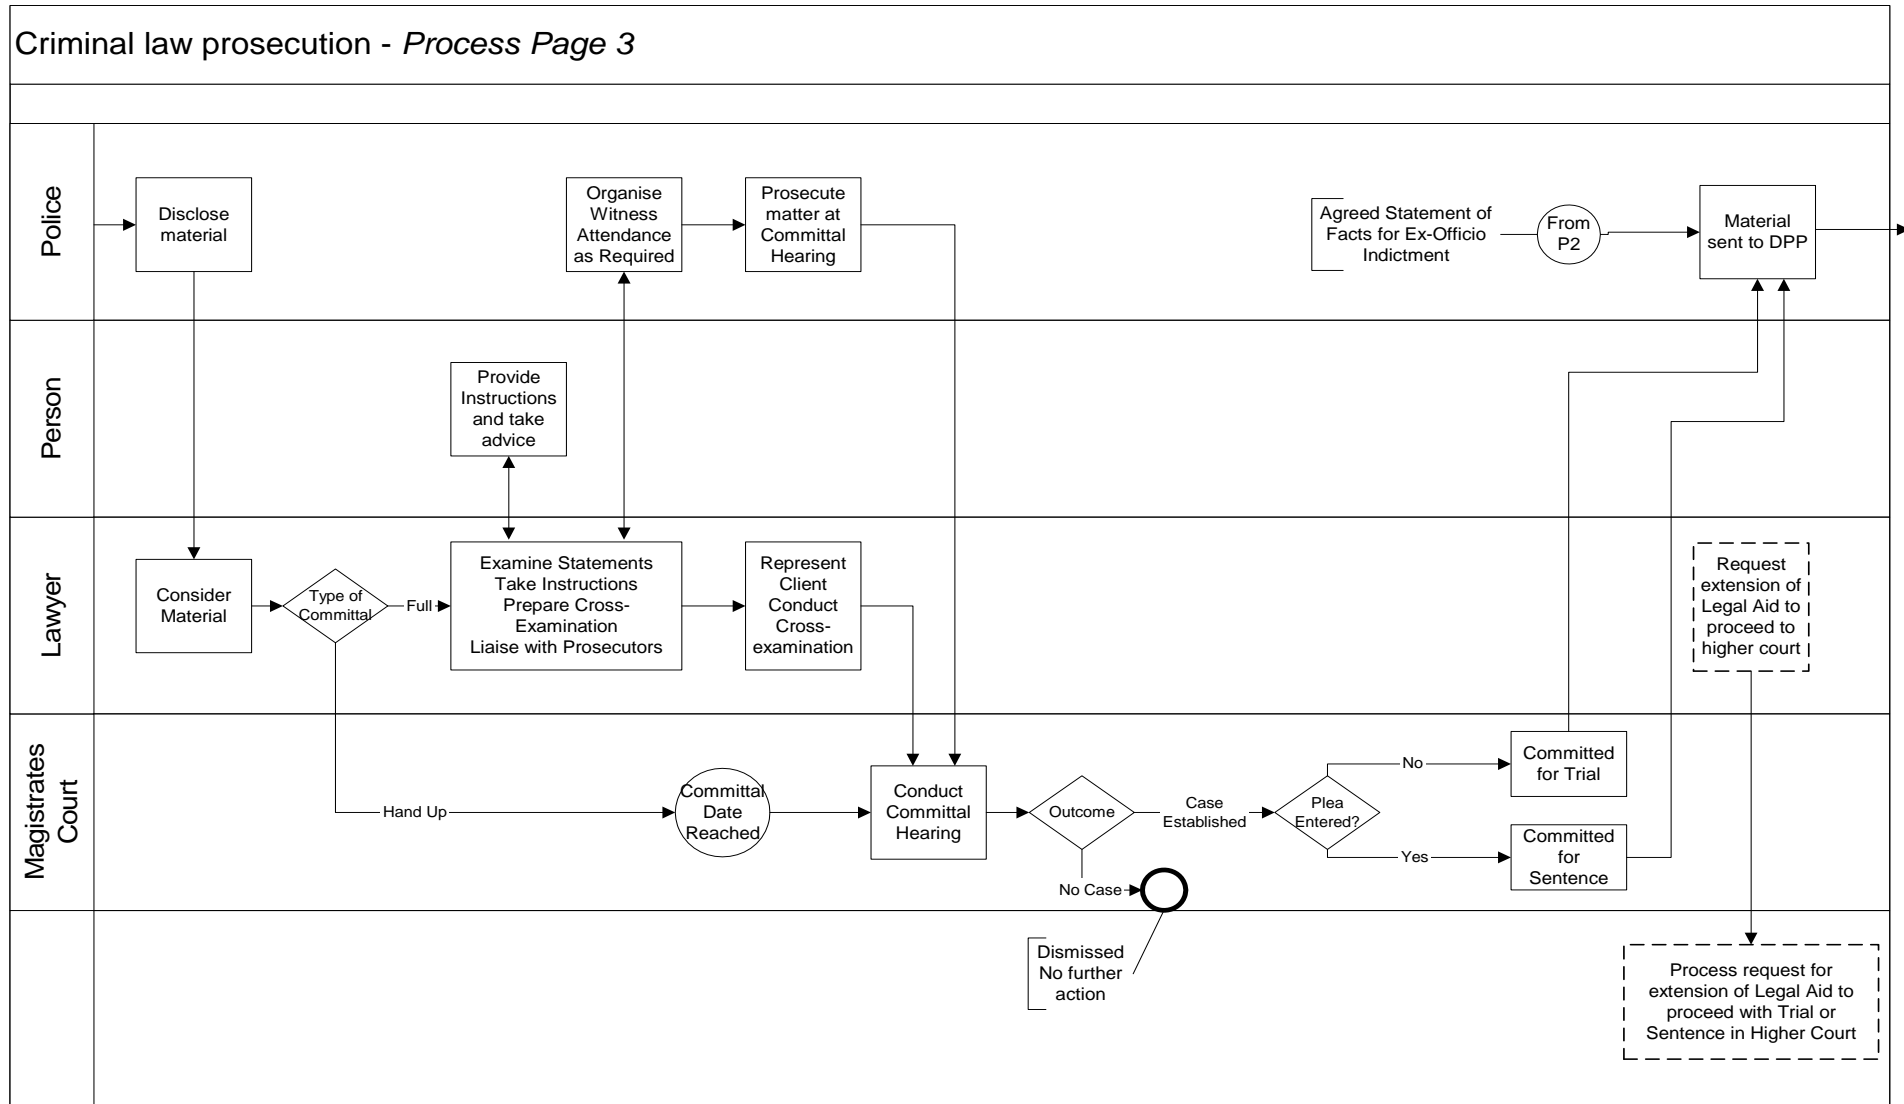 Criminal law prosecution - Process Page 3
Police
Disclose
material
Organise
Witness
Attendance
as Required
Prosecute
matter at
Committal
Hearing
Agreed Statement of
Facts for Ex-Officio
Indictment
From
P2
Material
sent to DPP
Person
Provide
Instructions
and take
advice
Lawyer
Consider
Material
Type of
Committal
Full
Examine Statements
Take Instructions
Prepare Cross-
Examination
Liaise with Prosecutors
Represent
Client
Conduct
Cross-
examination
Request
extension of
Legal Aid to
proceed to
higher court
Magistrates
Court
Hand Up
Committal
Date
Reached
Conduct
Committal
Hearing
Outcome
Case
Established
No Case
Plea
Entered?
No
Yes
Committed
for Trial
Committed
for
Sentence
Dismissed
No further
action
Process request for
extension of Legal Aid to
proceed with Trial or
Sentence in Higher Court